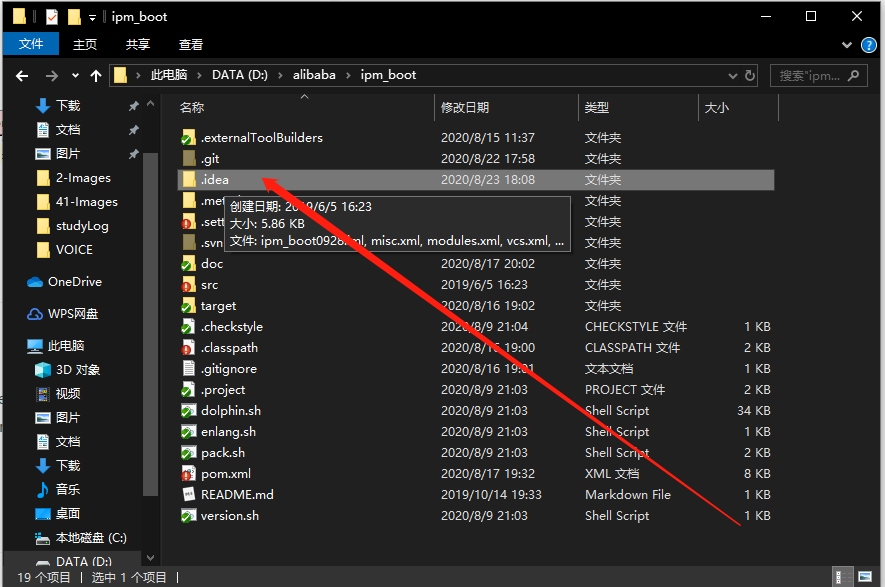 ipm_boot
文件 主页 共享 查看
此电脑 DATA (D:) alibaba ipm_boot 搜索"ipm...
下载
文档
图片
2-Images
41-Images
studyLog
VOICE
OneDrive
WPS网盘
此电脑
3D 对象
视频
图片
文档
下载
音乐
桌面
本地磁盘 (C:)
DATA (D:)
名称 修改日期 类型 大小
.externalToolBuilders 2020/8/15 11:37 文件夹
.git 2020/8/22 17:58 文件夹
.idea 2020/8/23 18:08 文件夹
文件夹
文件夹
.svn 文件夹
创建日期: 2019/6/5 16:23
大小: 5.86 KB
文件: ipm_boot0928.iml, misc.xml, modules.xml, vcs.xml, ...
doc 2020/8/17 20:02 文件夹
src 2019/6/5 16:23 文件夹
target 2020/8/16 19:02 文件夹
.checkstyle 2020/8/9 21:04 CHECKSTYLE 文件 1 KB
.classpath 2020/8/16 19:00 CLASSPATH 文件 2 KB
.gitignore 2020/8/16 19:01 文本文档 1 KB
.project 2020/8/9 21:03 PROJECT 文件 2 KB
dolphin.sh 2020/8/9 21:03 Shell Script 34 KB
enlang.sh 2020/8/9 21:03 Shell Script 1 KB
pack.sh 2020/8/9 21:03 Shell Script 2 KB
pom.xml 2020/8/17 19:32 XML 文档 8 KB
README.md 2019/10/14 19:33 Markdown File 1 KB
version.sh 2020/8/9 21:03 Shell Script 1 KB
19 个项目 选中 1 个项目